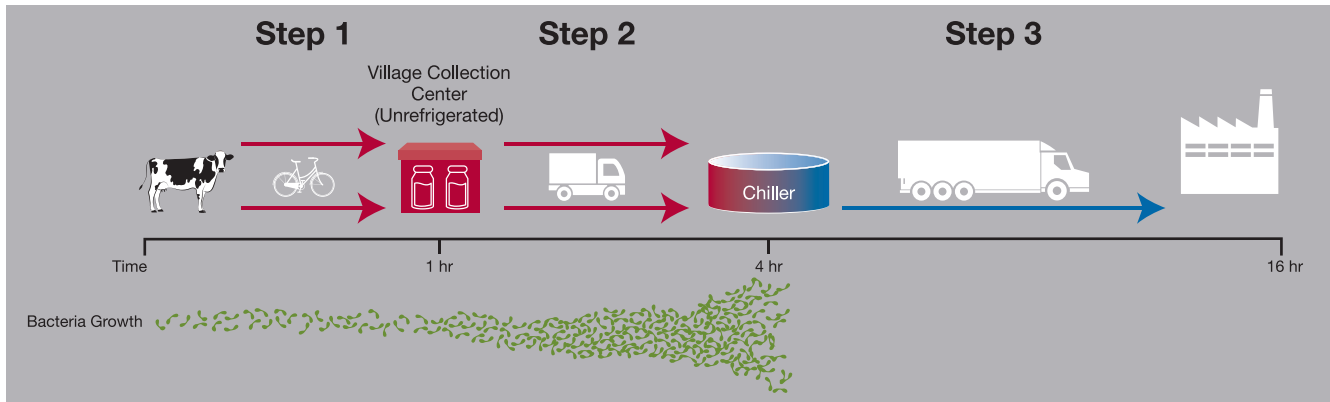 Step 1
Step 2
Step 3
Village Collection
Center
(Unrefrigerated)
Chiller
Time
1 hr
4 hr
16 hr
Bacteria Growth